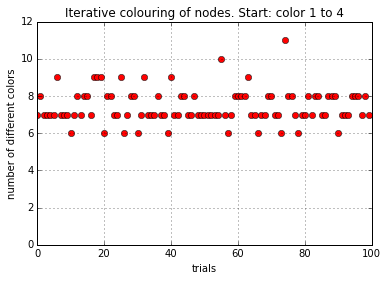 Iterative colouring of nodes. Start: color 1 to 4
12
10
8
6
4
2
0
number of different colors
0 20 40 60 80 100
trials